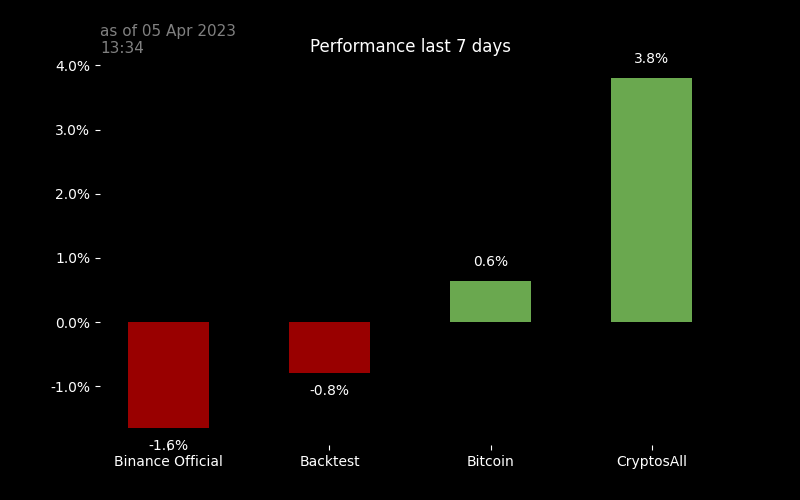 as of 05 Apr 2023
13:34
Performance last 7 days
4.0%
3.0%
2.0%
1.0%
0.0%
-1.0%
3.8%
0.6%
-0.8%
-1.6%
Binance Official
Backtest
Bitcoin
CryptosAll